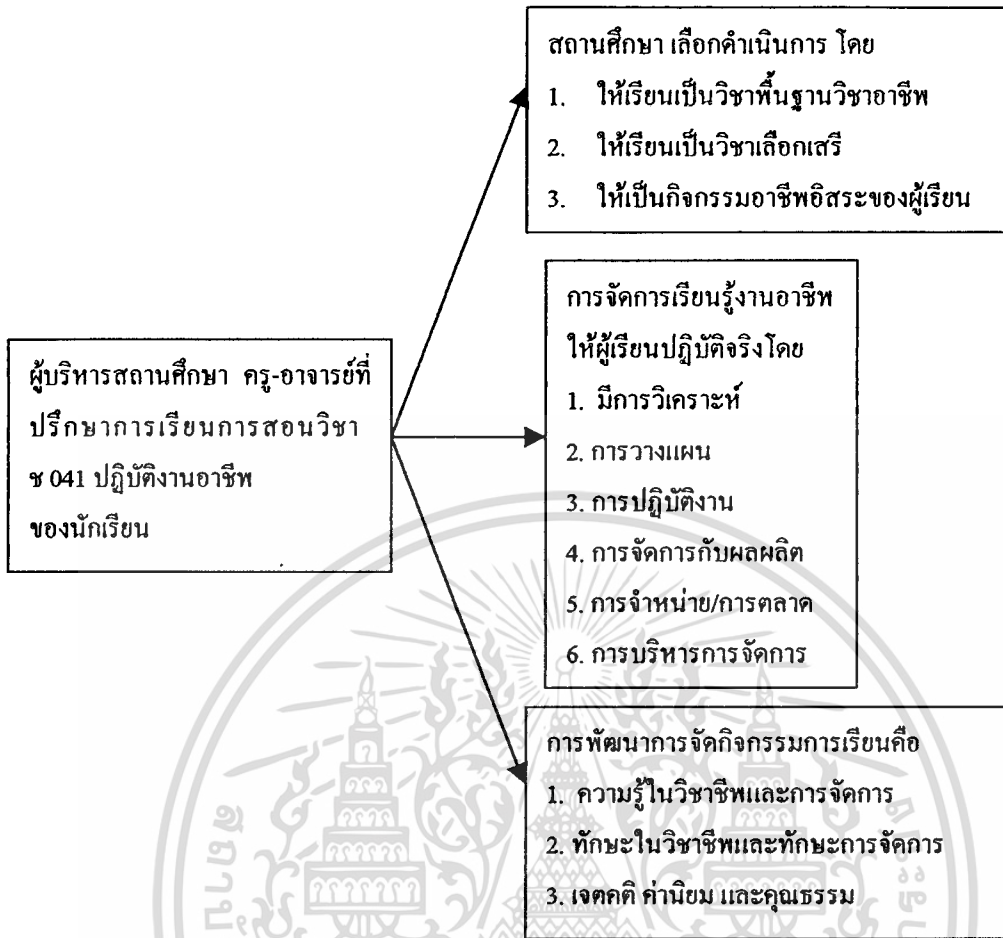 สถานศึกษา เลือกดำเนินการ โดย
1. ให้เรียนเป็นวิชาพื้นฐานวิชาอาชีพ
2. ให้เรียนเป็นวิชาเลือกเสรี
3. ให้เป็นกิจกรรมอาชีพอิสระของผู้เรียน
ผู้บริหารสถานศึกษา ครู-อาจารย์ที่
ปรึกษาการเรียนการสอนวิชา
ช 041 ปฏิบัติงานอาชีพ
ของนักเรียน
การจัดการเรียนรู้งานอาชีพ
ให้ผู้เรียนปฏิบัติจริงโดย
1. มีการวิเคราะห์
2. การวางแผน
3. การปฏิบัติงาน
4. การจัดการกับผลผลิต
5. การจำหน่าย/การตลาด
6. การบริหารการจัดการ
การพัฒนาการจัดกิจกรรมการเรียนคือ
1. ความรู้ในวิชาชีพและการจัดการ
2. ทักษะในวิชาชีพและทักษะการจัดการ
3. เจตคติ ค่านิยม และคุณธรรม